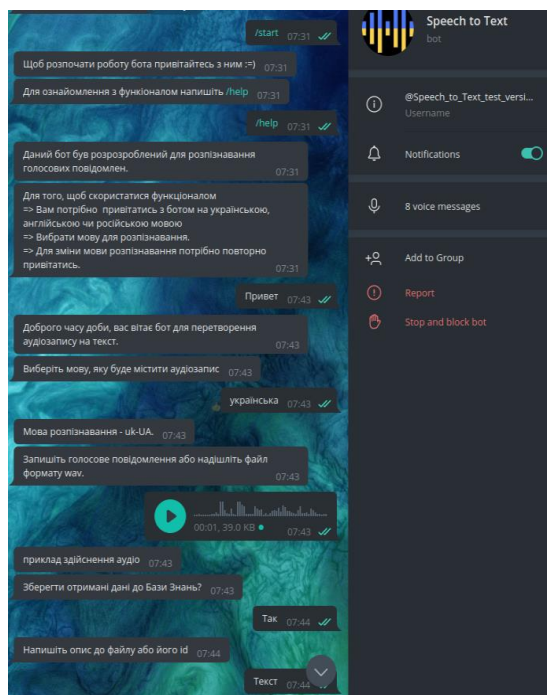 /start 07:31
Щоб розпочати роботу бота привітайтесь з ним :=) 07:31
Для ознайомлення з функціоналом напишіть /help 07:31
/help 07:31
Даний бот був розрозроблений для розпізнавання
голосових повідомлен. 07:31
Для того, щоб скористатися функціоналом
=> Вам потрібно привітатись з ботом на українською,
англійською чи російською мовою
=> Вибрати мову для розпізнавання.
=> Для зміни мови розпізнавання потрібно повторно
привітатись. 07:31
Привет 07:43
Доброго часу доби, вас вітає бот для перетворення
аудіозапису на текст. 07:43
Виберіть мову, яку буде містити аудіозапис 07:43
українська 07:43
Мова розпізнавання - uk-UA. 07:43
Запишіть голосове повідомлення або надішліть файл
формату wav. 07:43
00:01, 39.0 KB 07:43
приклад здійснення аудіо 07:43
Зберегти отримані дані до Бази Знань? 07:43
Так 07:44
Напишіть опис до файлу або його id 07:44
Текст 07:44
Speech to Text
bot
@Speech_to_Text_test_versi...
Username
Notifications
8 voice messages
Add to Group
Report
Stop and block bot